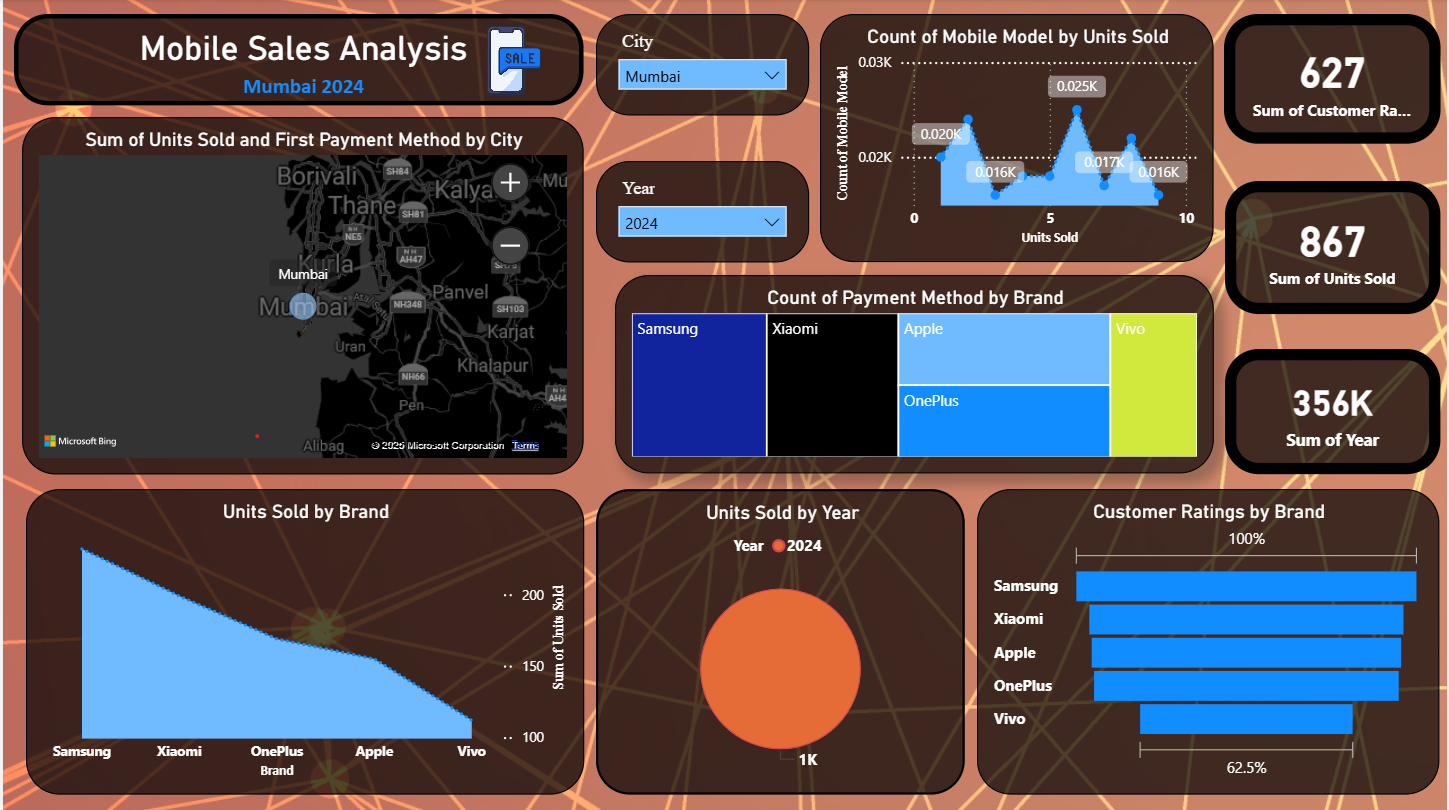 Mobile Sales Analysis
SALE
Mumbai 2024
City
Mumbai
Year
2024
Count of Mobile Model by Units Sold
Count of Mobile Model
0.03K
0.02K
0.020K
0.016K
0.025K
0.017K
0.016K
0
5
10
Units Sold
627
Sum of Customer Ra...
867
Sum of Units Sold
356K
Sum of Year
Sum of Units Sold and First Payment Method by City
Borivali
SH84
Kalya
Mu
Thane
SH81
NH
NE5
NH
AH47
Kurla
Mumbai
Mumbai
Panvel
NH348
SH103
Karjat
Uran
Khalapur
NH66
NH
AH4
Pen
Alibag
Microsoft Bing
© 2025 Microsoft Corporation
Terms
Count of Payment Method by Brand
Samsung
Xiaomi
Apple
OnePlus
Vivo
Units Sold by Brand
200
150
100
Sum of Units Sold
Samsung
Xiaomi
OnePlus
Apple
Vivo
Brand
Units Sold by Year
Year
2024
1K
Customer Ratings by Brand
100%
Samsung
Xiaomi
Apple
OnePlus
Vivo
62.5%